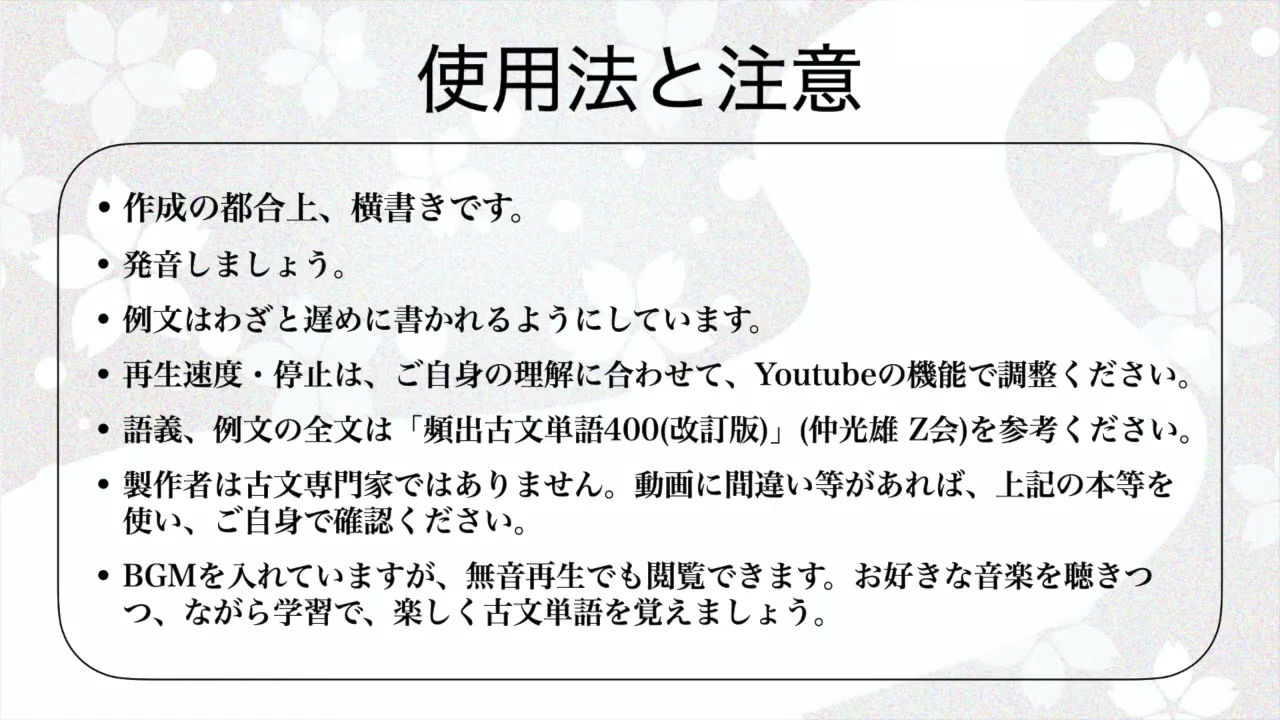 使用法と注意
• 作成の都合上、横書きです。
• 発音しましょう。
• 例文はわざと遅めに書かれるようにしています。
• 再生速度・停止は、ご自身の理解に合わせて、Youtubeの機能で調整ください。
• 語義、例文の全文は「頻出古文単語400(改訂版)」(仲光雄 Z会)を参考ください。
• 製作者は古文専門家ではありません。動画に間違い等があれば、上記の本等を
使い、ご自身で確認ください。
• BGMを入れていますが、無音再生でも閲覧できます。お好きな音楽を聴きつ
つ、ながら学習で、楽しく古文単語を覚えましょう。